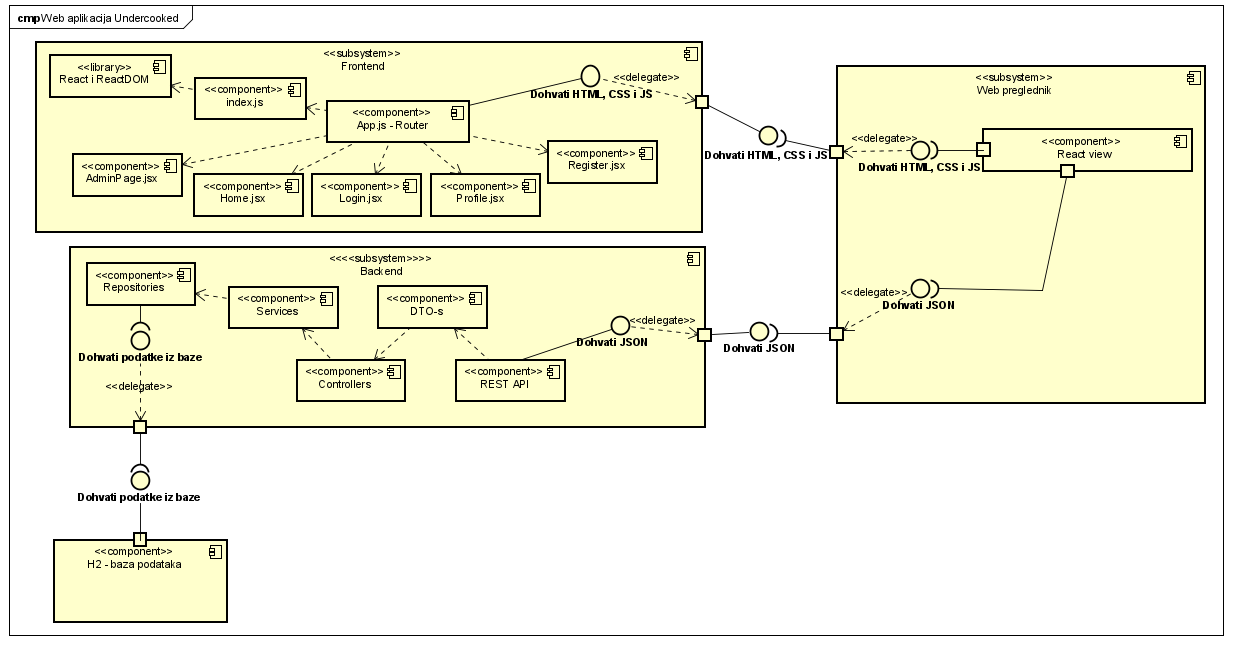 cmp Web aplikacija Undercooked
<<subsystem>>
Frontend
<<library>>
React i ReactDOM
<<component>>
index.js
<<component>>
App.js - Router
Dohvati HTML, CSS i JS
<<delegate>>
<<component>>
AdminPage.jsx
<<component>>
Home.jsx
<<component>>
Login.jsx
<<component>>
Profile.jsx
<<component>>
Register.jsx
Dohvati HTML, CSS i JS
<<subsystem>>
Web preglednik
<<delegate>>
Dohvati HTML, CSS i JS
<<component>>
React view
<<delegate>>
Dohvati JSON
<<<<subsystem>>>>
Backend
<<component>>
Repositories
<<component>>
Services
<<component>>
DTO-s
<<component>>
Controllers
<<component>>
REST API
Dohvati JSON
<<delegate>>
Dohvati JSON
Dohvati podatke iz baze
<<delegate>>
Dohvati podatke iz baze
<<component>>
H2 - baza podataka